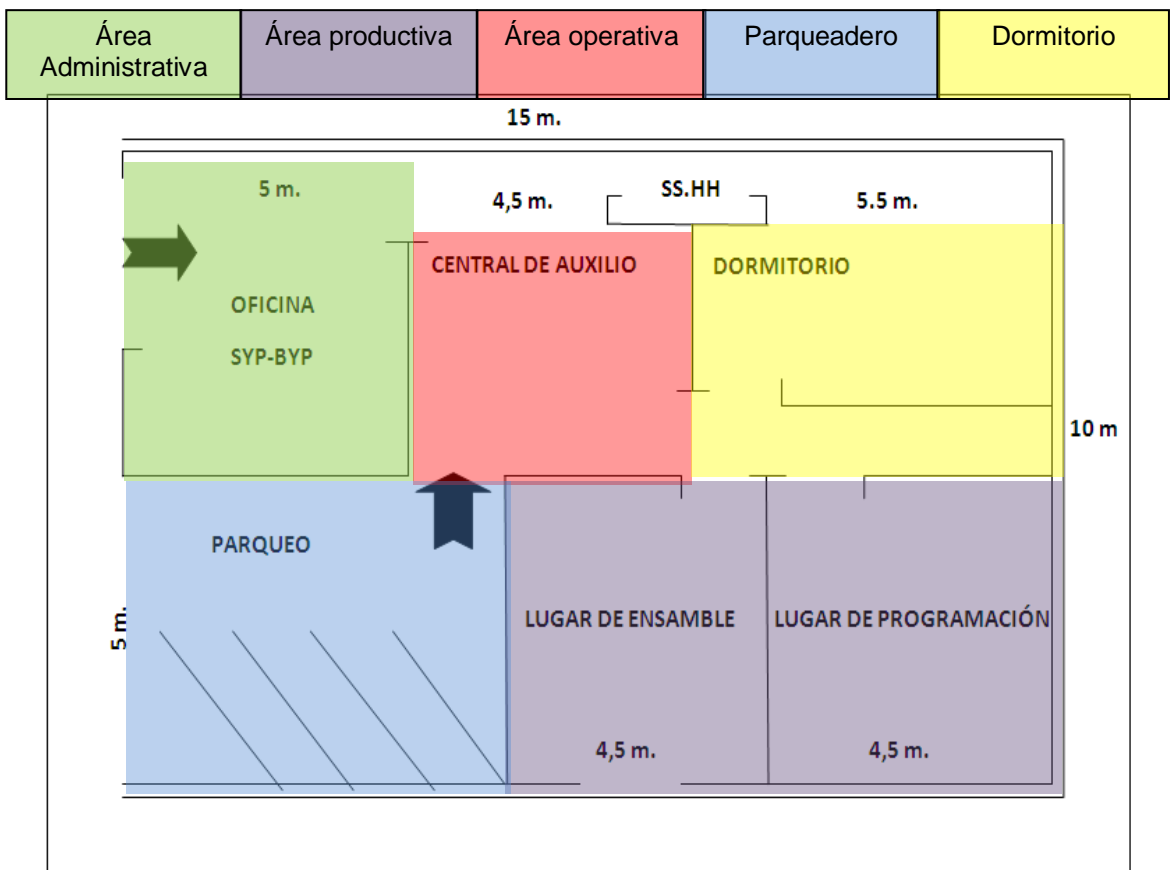 Área
Administrativa
Área productiva
Área operativa
Parqueadero
Dormitorio
15 m.
5 m.
4,5 m.
SS.HH
5.5 m.
CENTRAL DE AUXILIO
DORMITORIO
OFICINA
SYP-BYP
10 m
PARQUEO
5 m.
LUGAR DE ENSAMBLE
LUGAR DE PROGRAMACIÓN
4,5 m.
4,5 m.